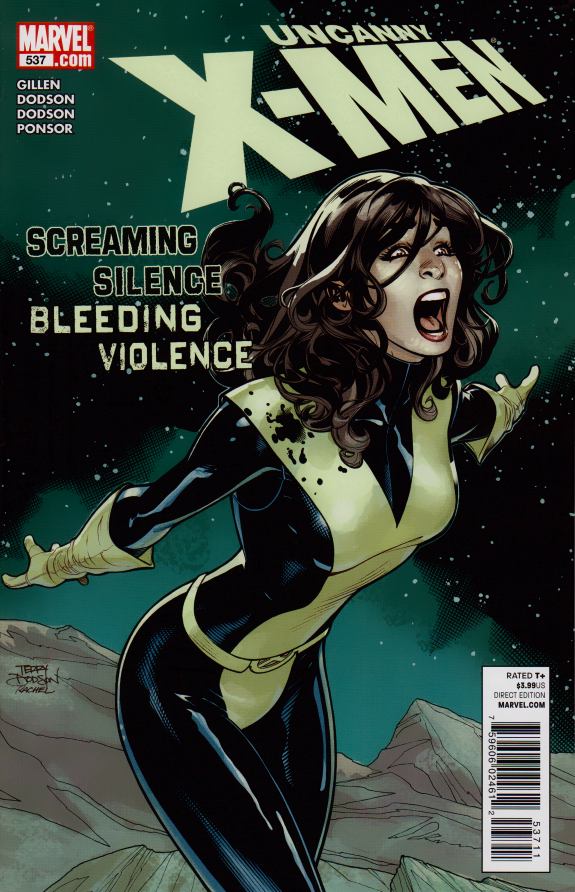 MARVEL
537 .com
GILLEN
DODSON
DODSON
PONSOR
UNCANNY
X-MEN
SCREAMING
SILENCE
BLEEDING
VIOLENCE
TERRY
DODSON
RACHEL
RATED T+
$3.99US
DIRECT EDITION
MARVEL.COM
7 59606 02461 2
53711